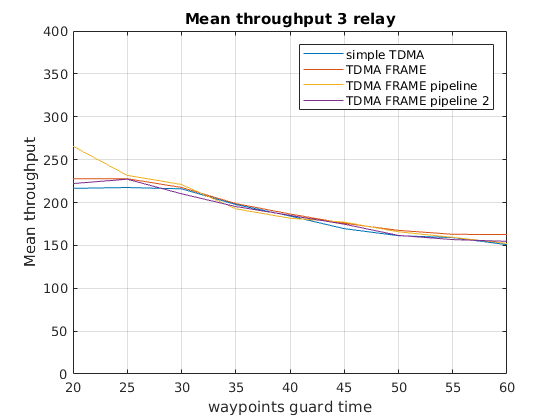 Mean throughput 3 relay
400
350
300
250
200
150
100
50
0
Mean throughput
simple TDMA
TDMA FRAME
TDMA FRAME pipeline
TDMA FRAME pipeline 2
20 25 30 35 40 45 50 55 60
waypoints guard time